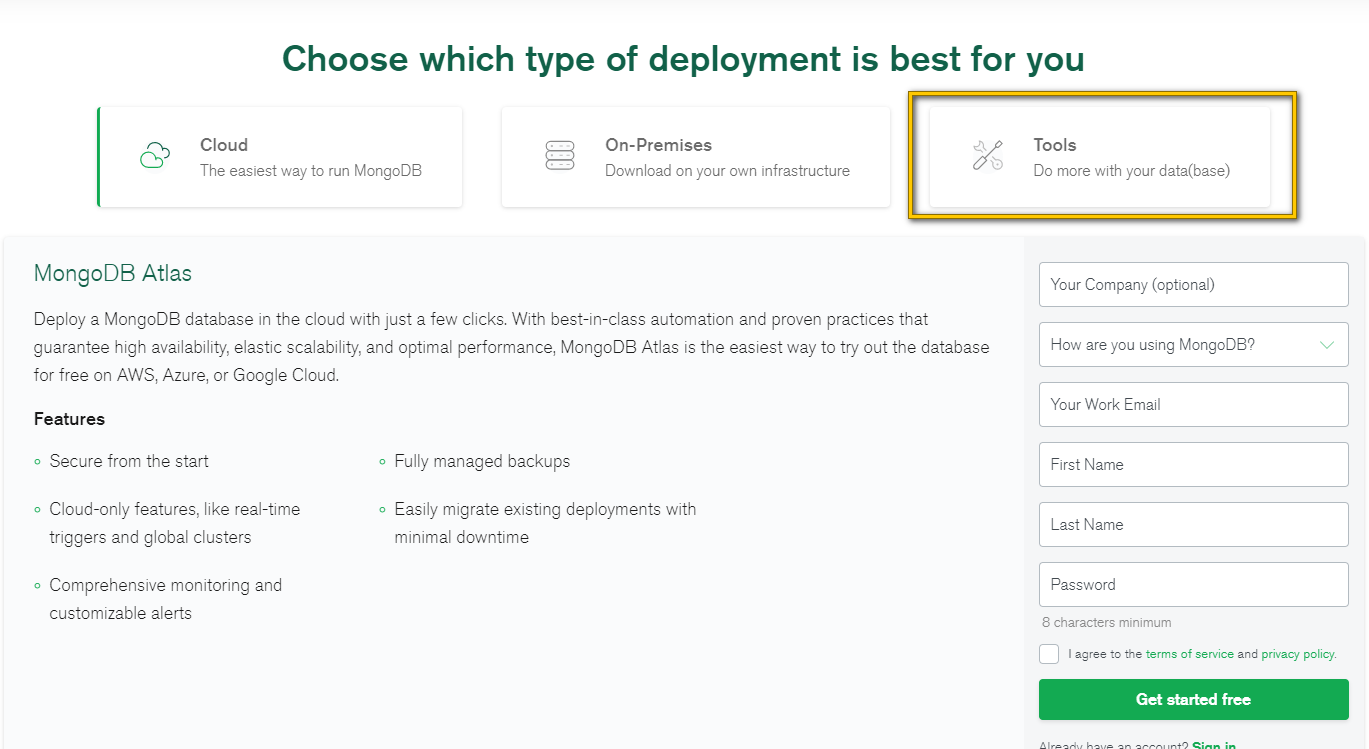 Choose which type of deployment is best for you
Cloud
The easiest way to run MongoDB
On-Premises
Download on your own infrastructure
Tools
Do more with your data(base)
MongoDB Atlas
Deploy a MongoDB database in the cloud with just a few clicks. With best-in-class automation and proven practices that
guarantee high availability, elastic scalability, and optimal performance, MongoDB Atlas is the easiest way to try out the database
for free on AWS, Azure, or Google Cloud.
Features
Secure from the start
Cloud-only features, like real-time
triggers and global clusters
Comprehensive monitoring and
customizable alerts
Fully managed backups
Easily migrate existing deployments with
minimal downtime
Your Company (optional)
How are you using MongoDB?
Your Work Email
First Name
Last Name
Password
8 characters minimum
I agree to the terms of service and privacy policy.
Get started free
Already have an account? Sign in